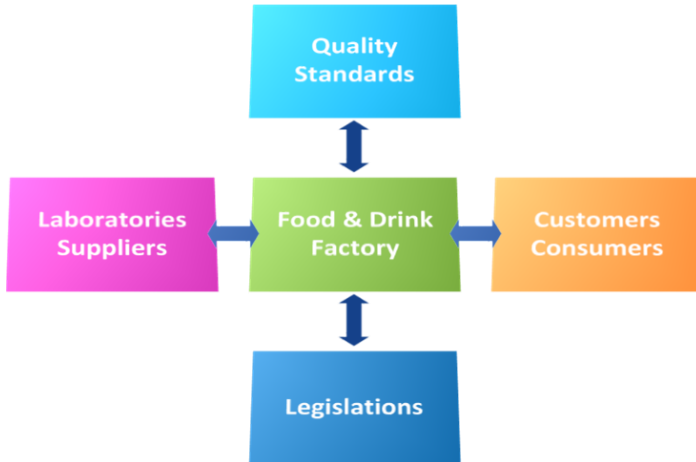 Quality
Standards
Laboratories
Suppliers
Food & Drink
Factory
Customers
Consumers
Legislations